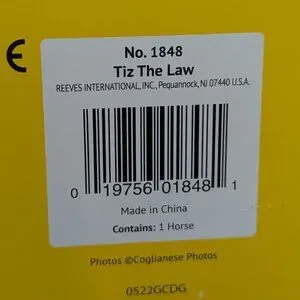 CE
No. 1848
Tiz The Law
REEVES INTERNATIONAL, INC., Pequannock, NJ 07440 U.S.A.
0 19756 01848 1
Made in China
Contains: 1 Horse
Photos ©Coglianese Photos
0522GCDG